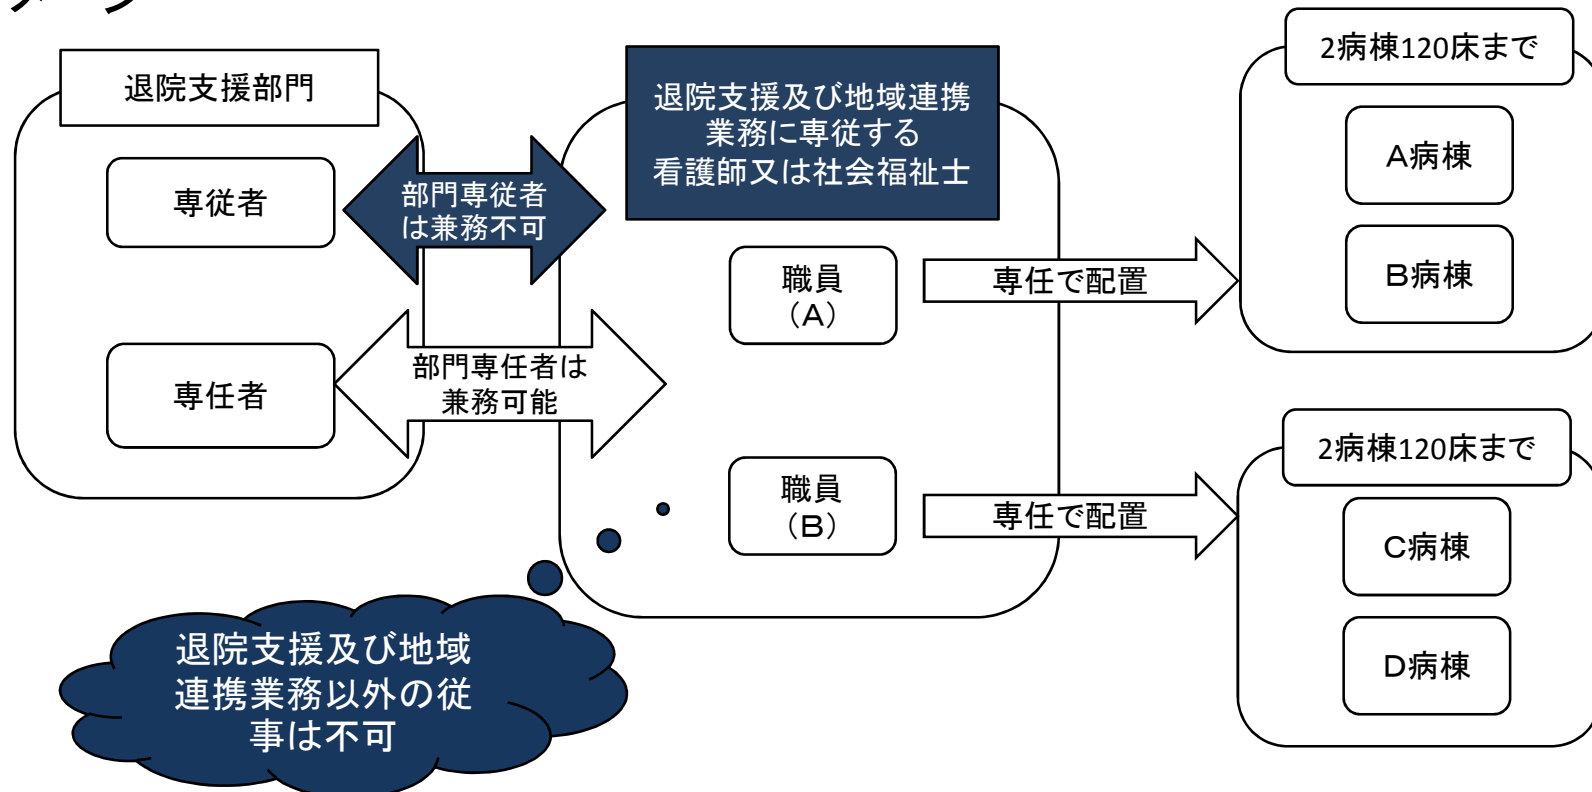 退院支援部門
専従者
専任者
部門専従者
は兼務不可
部門専任者は
兼務可能
退院支援及び地域連携
業務に専従する
看護師又は社会福祉士
職員
（A）
職員
（B）
専任で配置
専任で配置
2病棟120床まで
A病棟
B病棟
2病棟120床まで
C病棟
D病棟
退院支援及び地域
連携業務以外の従
事は不可